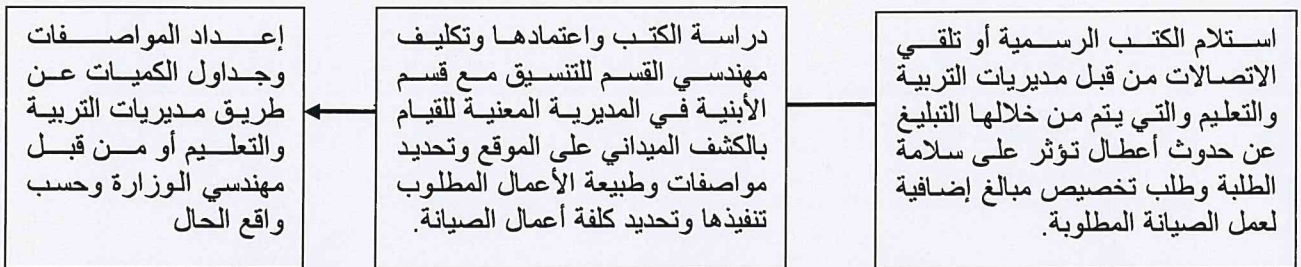 استلام الكتب الرسمية أو تلقي
الاتصالات من قبل مديريات التربية
والتعليم والتي يتم من خلالها التبليغ
عن حدوث أعطال تؤثر على سلامة
الطلبة وطلب تخصيص مبالغ إضافية
لعمل الصيانة المطلوبة.
دراسة الكتب واعتمادها وتكليف
مهندسي القسم للتنسيق مع قسم
الأبنية في المديرية المعنية للقيام
بالكشف الميداني على الموقع وتحديد
مواصفات وطبيعة الأعمال المطلوب
تنفيذها وتحديد كلفة أعمال الصيانة.
إعداد المواصفات
وجداول الكميات عن
طريق مديريات التربية
والتعليم أو من قبل
مهندسي الوزارة وحسب
واقع الحال